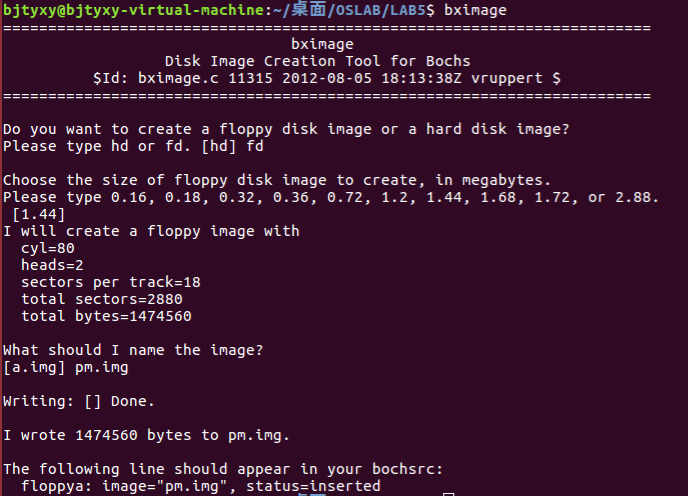 bjtyxy@bjtyxy-virtual-machine:~/桌面/OSLAB/LAB5$ bximage
========================================================================
bximage
Disk Image Creation Tool for Bochs
$Id: bximage.c 11315 2012-08-05 18:13:38Z vruppert $
========================================================================
Do you want to create a floppy disk image or a hard disk image?
Please type hd or fd. [hd] fd
Choose the size of floppy disk image to create, in megabytes.
Please type 0.16, 0.18, 0.32, 0.36, 0.72, 1.2, 1.44, 1.68, 1.72, or 2.88.
[1.44]
I will create a floppy image with
cyl=80
heads=2
sectors per track=18
total sectors=2880
total bytes=1474560
What should I name the image?
[a.img] pm.img
Writing: [] Done.
I wrote 1474560 bytes to pm.img.
The following line should appear in your bochsrc:
floppya: image="pm.img", status=inserted